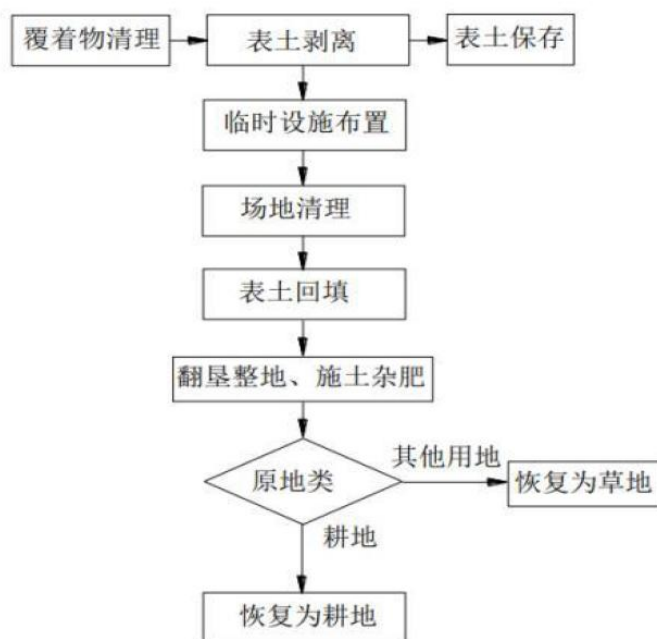 覆着物清理
表土剥离
表土保存
临时设施布置
场地清理
表土回填
翻垦整地、施土杂肥
原地类
其他用地
恢复为草地
耕地
恢复为耕地